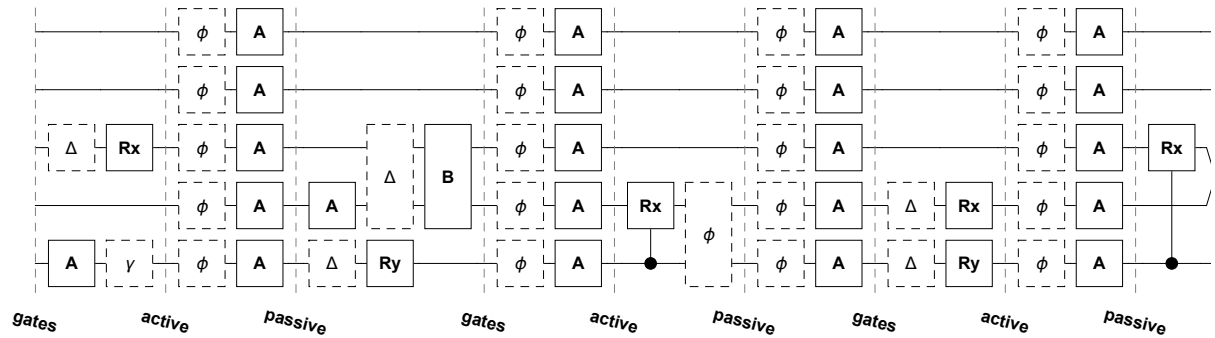 ϕ A ϕ A ϕ A ϕ A
ϕ A ϕ A ϕ A ϕ A
Δ Rx ϕ A ϕ A ϕ A ϕ A Rx
Δ B
ϕ A A ϕ A Rx ϕ A Δ Rx ϕ A
ϕ
A γ ϕ A Δ Ry ϕ A ϕ A Δ Ry ϕ A
gates active passive gates active passive gates active passive